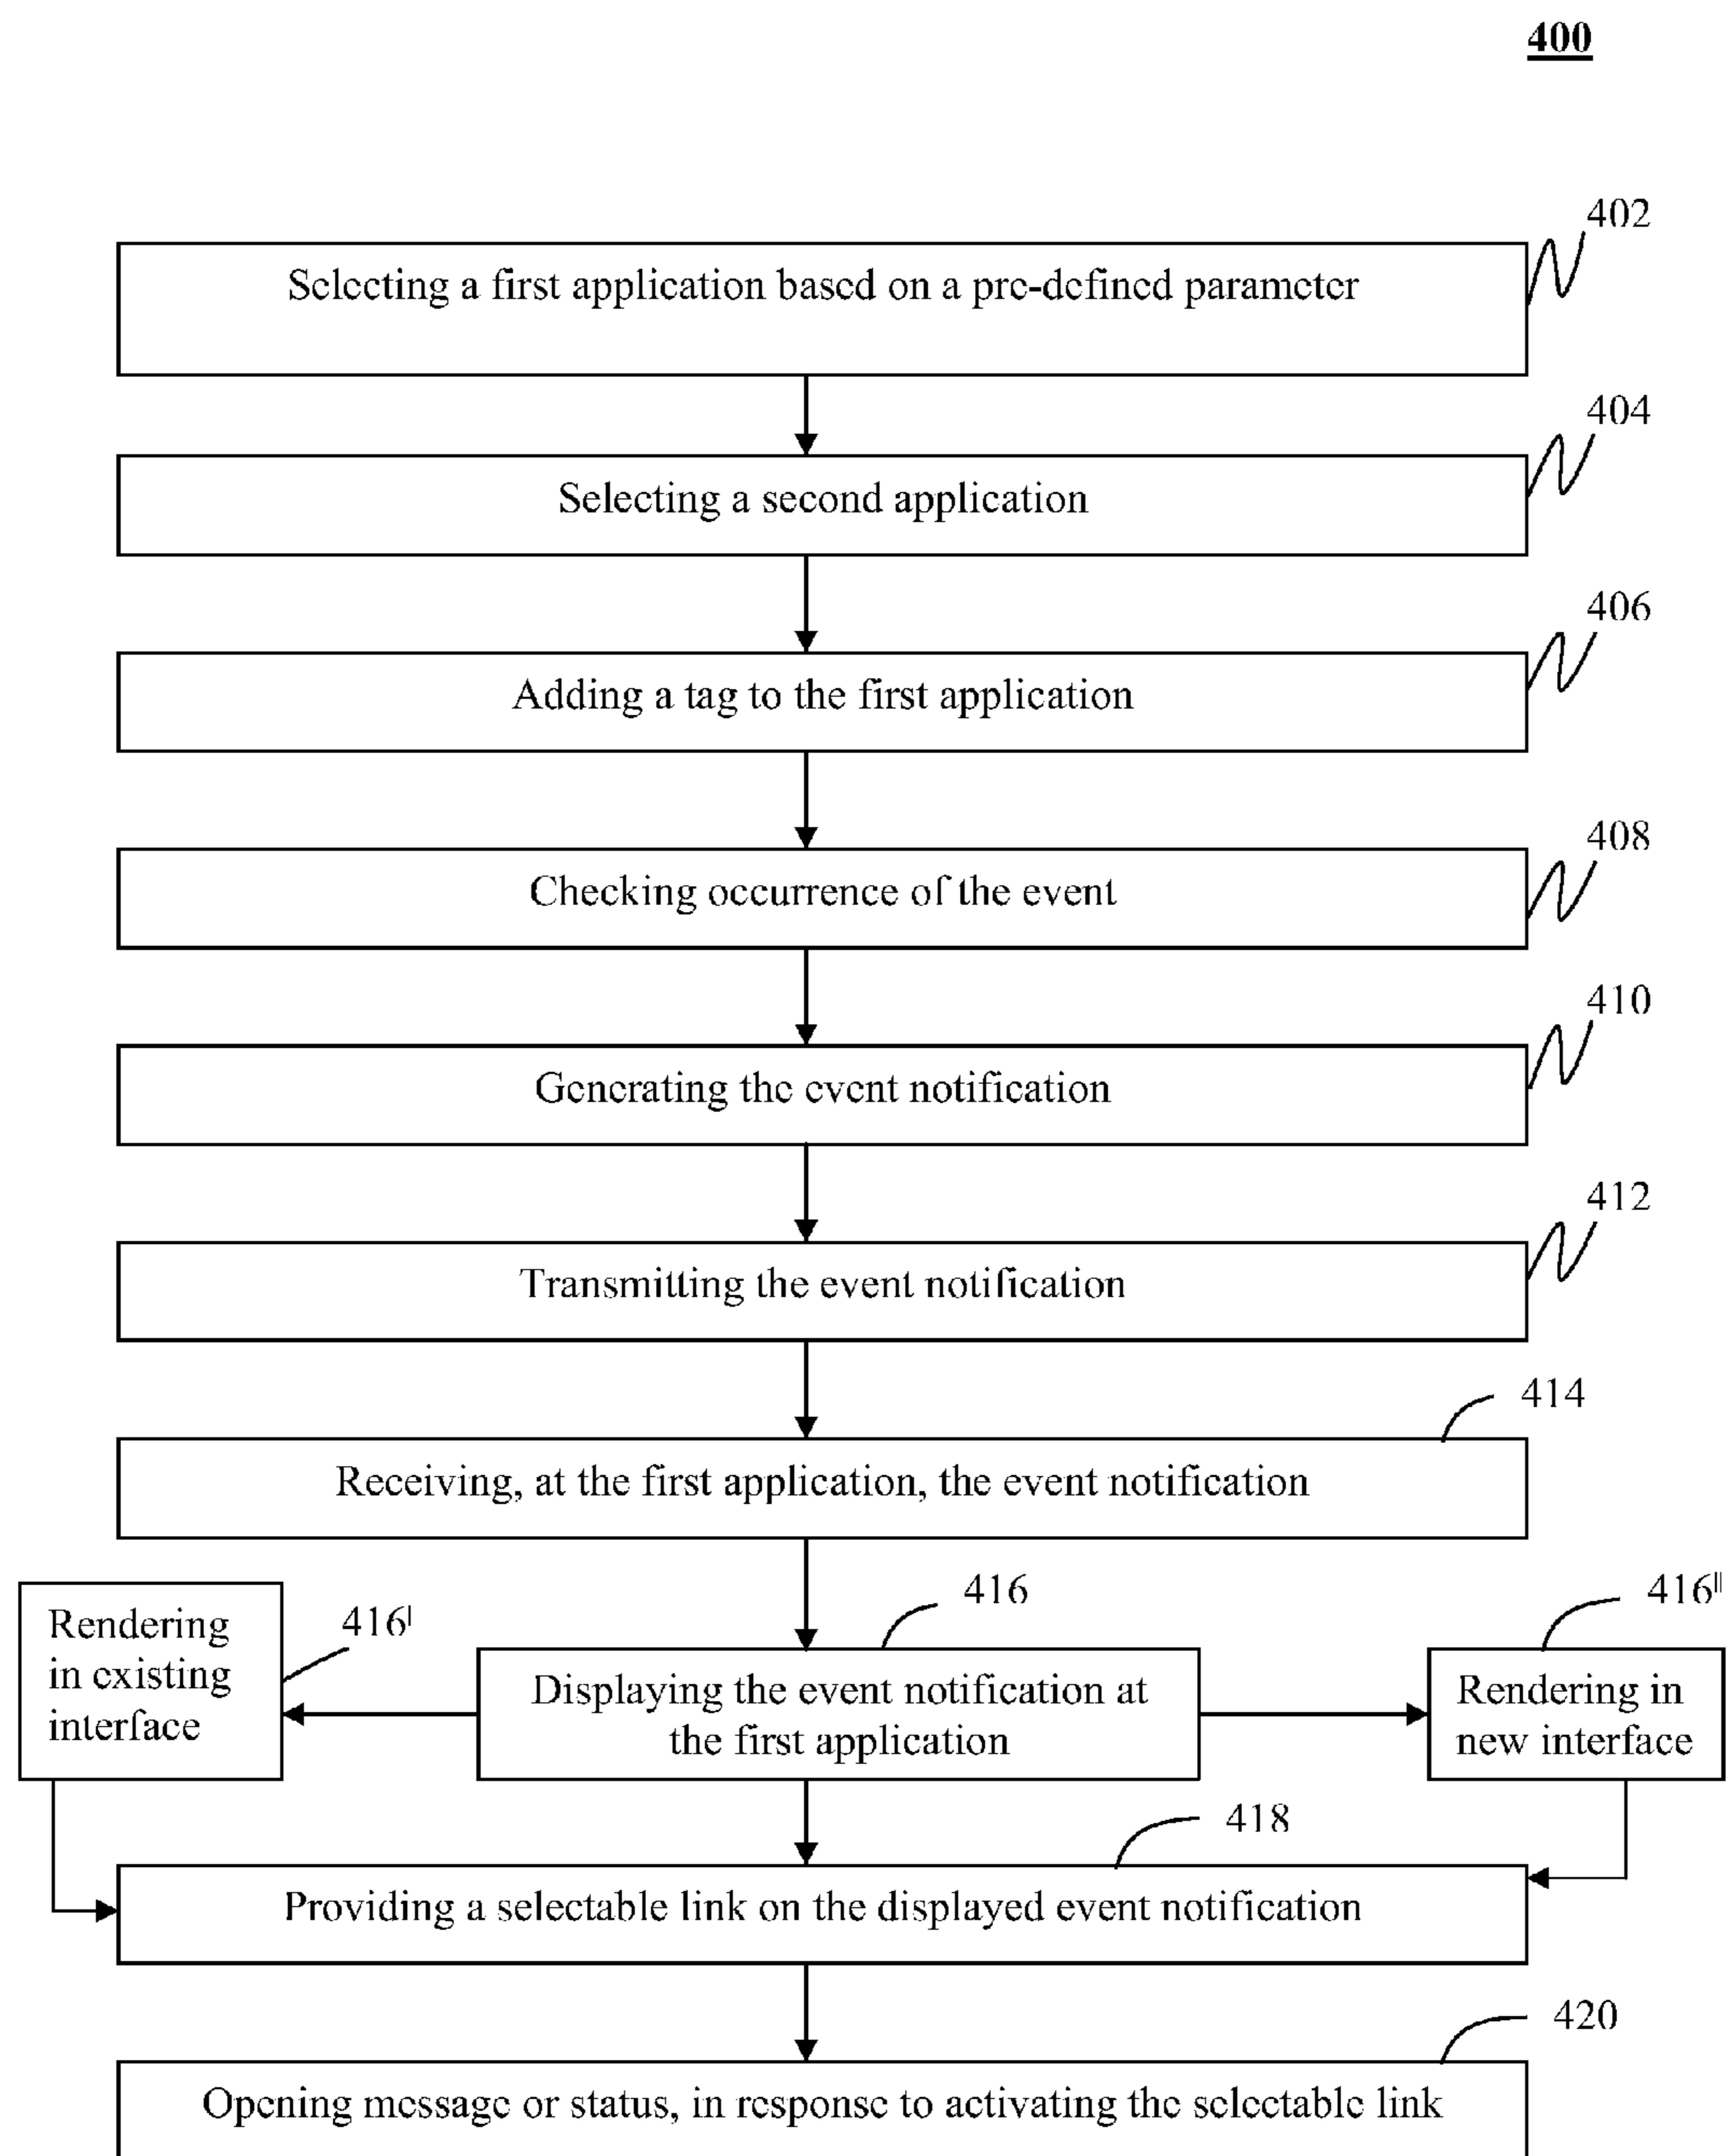 400
402
Selecting a first application based on a pre-defined parameter
404
Selecting a second application
406
Adding a tag to the first application
408
Checking occurrence of the event
410
Generating the event notification
412
Transmitting the event notification
414
Receiving, at the first application, the event notification
Rendering
in existing
interface
416|
416
Displaying the event notification at
the first application
416||
Rendering in
new interface
418
Providing a selectable link on the displayed event notification
420
Opening message or status, in response to activating the selectable link